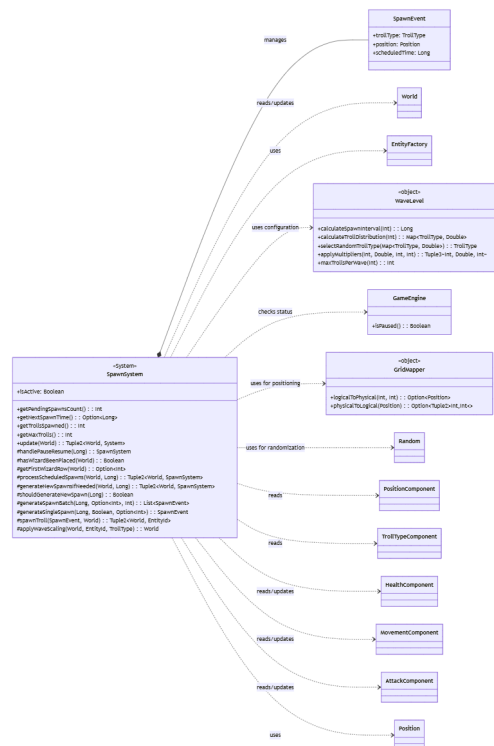 SpawnEvent
+trollType: TrollType
+position: Position
+scheduledTime: Long
manages
World
reads/updates
EntityFactory
uses
«object»
WaveLevel
+calculateSpawnInterval(Int) : : Long
+calculateTrollDistribution(Int) : : Map<TrollType, Double>
+selectRandomTrollType(Map<TrollType, Double>) : : TrollType
+applyMultipliers(Int, Double, Int, Int) : : Tuple3~Int, Double, Int~
+maxTrollsPerWave(Int) : : Int
uses configuration
GameEngine
+isPaused() : : Boolean
checks status
«object»
GridMapper
+logicalToPhysical(Int, Int) : : Option<Position>
+physicalToLogical(Position) : : Option<Tuple2<Int,Int>>
uses for positioning
«System»
SpawnSystem
+isActive: Boolean
+getPendingSpawnsCount() : : Int
+getNextSpawnTime() : : Option<Long>
+getTrollsSpawned() : : Int
+getMaxTrolls() : : Int
+update(World) : : Tuple2<World, System>
#handlePauseResume(Long) : : SpawnSystem
#hasWizardBeenPlaced(World) : : Boolean
#getFirstWizardRow(World) : : Option<Int>
#processScheduledSpawns(World, Long) : : Tuple2<World, SpawnSystem>
#generateNewSpawnsIfNeeded(World, Long) : : Tuple2<World, SpawnSystem>
#shouldGenerateNewSpawn(Long) : : Boolean
#generateSpawnBatch(Long, Option<Int>, Int) : : List<SpawnEvent>
#generateSingleSpawn(Long, Boolean, Option<Int>) : : SpawnEvent
#spawnTroll(SpawnEvent, World) : : Tuple2<World, EntityId>
#applyWaveScaling(World, EntityId, TrollType) : : World
Random
uses for randomization
PositionComponent
reads
TrollTypeComponent
reads
HealthComponent
reads/updates
MovementComponent
reads/updates
AttackComponent
reads/updates
Position
uses